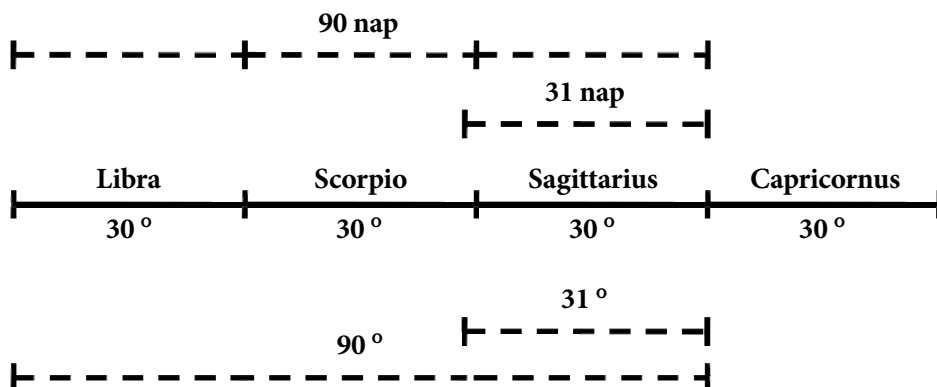 90 nap
31 nap
Libra Scorpio Sagittarius Capricornus
30 º 30 º 30 º 30 º
31 º
90 º